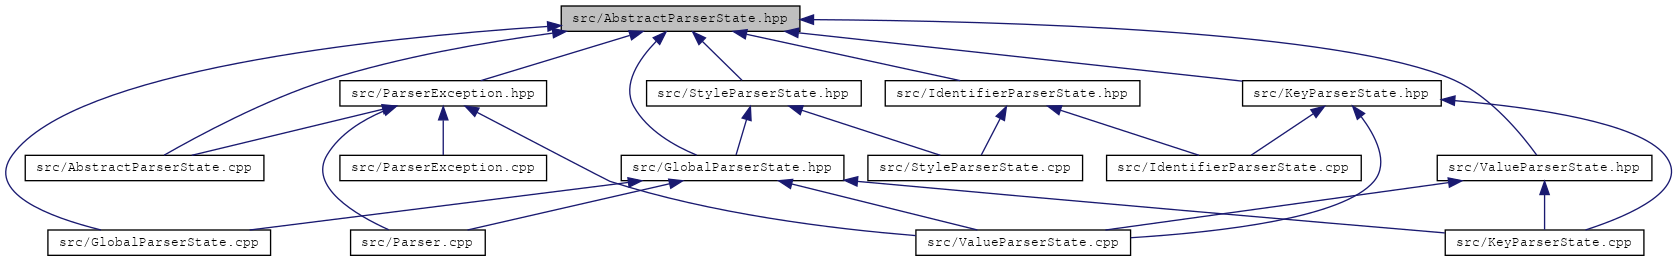 src/AbstractParserState.hpp
src/ParserException.hpp
src/StyleParserState.hpp
src/IdentifierParserState.hpp
src/KeyParserState.hpp
src/AbstractParserState.cpp
src/ParserException.cpp
src/GlobalParserState.hpp
src/StyleParserState.cpp
src/IdentifierParserState.cpp
src/ValueParserState.hpp
src/GlobalParserState.cpp
src/Parser.cpp
src/ValueParserState.cpp
src/KeyParserState.cpp